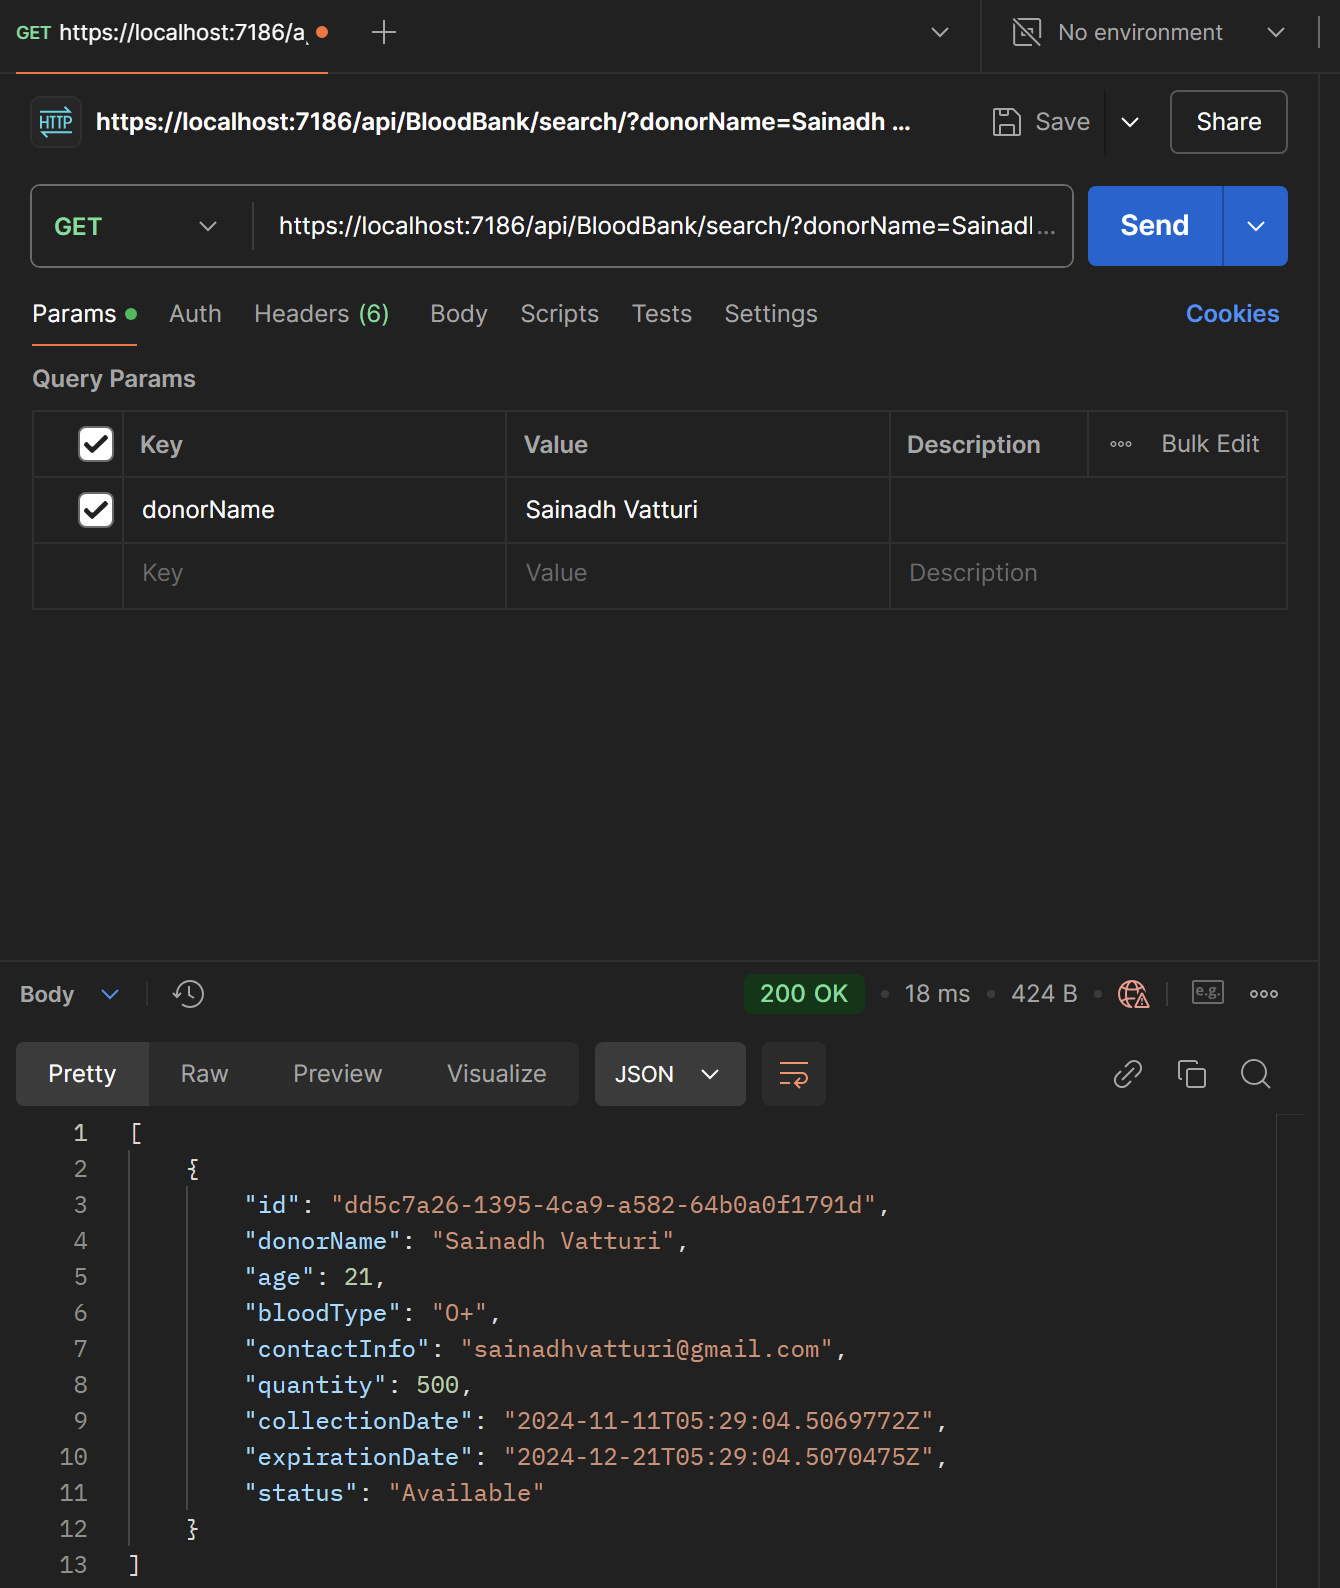 GET https://localhost:7186/a
No environment
HTTP https://localhost:7186/api/BloodBank/search/?donorName=Sainadh ... Save Share
GET https://localhost:7186/api/BloodBank/search/?donorName=Sainadl... Send
Params Auth Headers (6) Body Scripts Tests Settings Cookies
Query Params
Key Value Description Bulk Edit
donorName Sainadh Vatturi
Key Value Description
Body 200 OK 18 ms 424 B e.g.
Pretty Raw Preview Visualize JSON
1 [
2 {
3 "id": "dd5c7a26-1395-4ca9-a582-64b0a0f1791d",
4 "donorName": "Sainadh Vatturi",
5 "age": 21,
6 "bloodType": "O+",
7 "contactInfo": "sainadhvatturi@gmail.com",
8 "quantity": 500,
9 "collectionDate": "2024-11-11T05:29:04.5069772Z",
10 "expirationDate": "2024-12-21T05:29:04.5070475Z",
11 "status": "Available"
12 }
13 ]